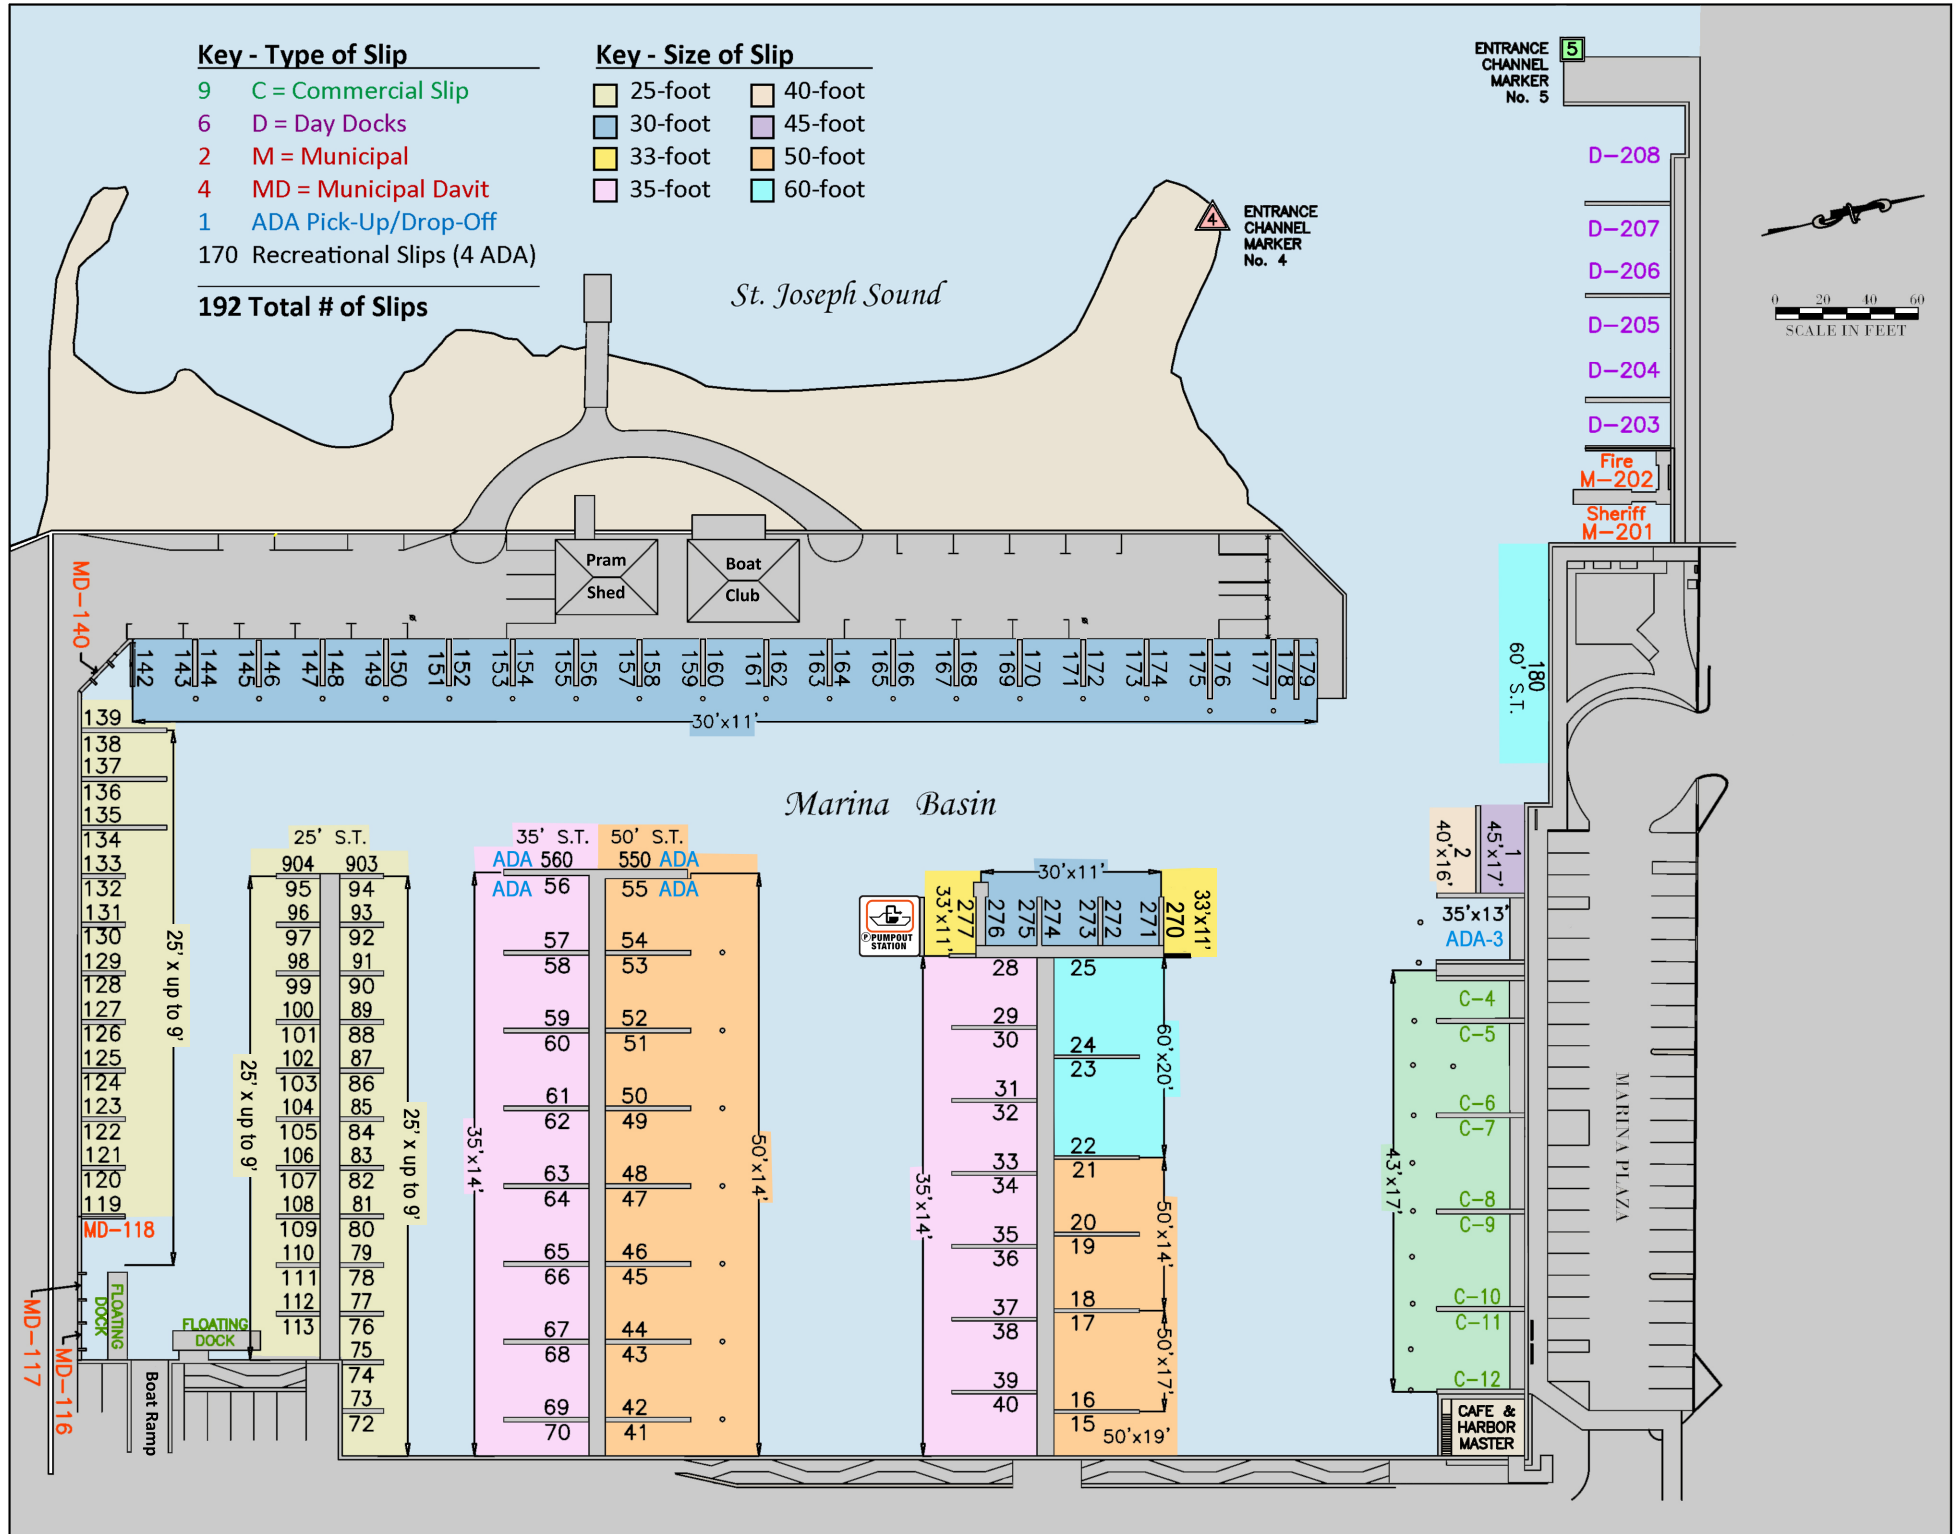 Key - Type of Slip
9 C = Commercial Slip
6 D = Day Docks
2 M = Municipal
4 MD = Municipal Davit
1 ADA Pick-Up/Drop-Off
170 Recreational Slips (4 ADA)
192 Total # of Slips
Key - Size of Slip
25-foot
30-foot
33-foot
35-foot
40-foot
45-foot
50-foot
60-foot
ENTRANCE
CHANNEL
MARKER
No. 5
5
4
ENTRANCE
CHANNEL
MARKER
No. 4
St. Joseph Sound
D-208
D-207
D-206
D-205
D-204
D-203
Fire
M-202
Sheriff
M-201
0 20 40 60
SCALE IN FEET
Pram
Shed
Boat
Club
MD-140
142
143
144
145
146
147
148
149
150
151
152
153
154
155
156
157
158
159
160
161
162
163
164
165
166
167
168
169
170
171
172
173
174
175
176
177
178
179
30'x11'
180
60' S.T.
Marina Basin
139
138
137
136
135
134
133
132
131
130
129
128
127
126
125
124
123
122
121
120
119
MD-118
25' x up to 9'
MD-117
MD-116
FLOATING
DOCK
FLOATING
DOCK
Boat Ramp
25' S.T.
904 903
95 94
96 93
97 92
98 91
99 90
100 89
101 88
102 87
103 86
104 85
105 84
106 83
107 82
108 81
109 80
110 79
111 78
112 77
113 76
75
74
73
72
25' x up to 9'
25' x up to 9'
35' S.T. 50' S.T.
ADA 560 550 ADA
ADA 56 55 ADA
57 54
58 53
59 52
60 51
61 50
62 49
63 48
64 47
65 46
66 45
67 44
68 43
69 42
70 41
35'x14'
50'x14'
PUMPOUT
STATION
P
30'x11'
33'x11'
277
276
275
274
273
272
271
270
33'x11'
28 25
29
30
24
23
31
32
33 22
34 21
35 20
36 19
37 18
38 17
39
40
16
15
35'x14'
60'x20'
50'x14'
50'x17'
50'x19'
2
40'x16'
1
45'x17'
35'x13'
ADA-3
C-4
C-5
C-6
C-7
C-8
C-9
C-10
C-11
C-12
43'x17'
CAFE &
HARBOR
MASTER
MARINA PLAZA